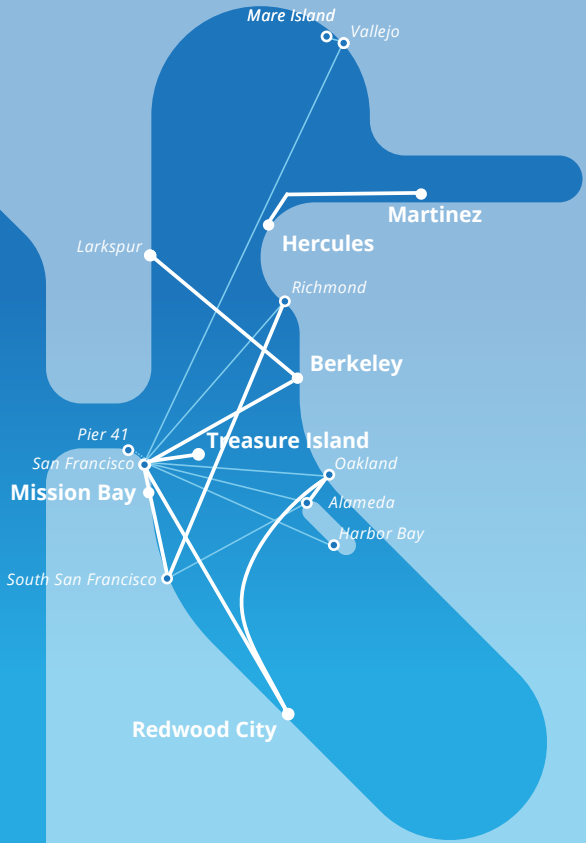 Mare Island
Vallejo
Martinez
Hercules
Larkspur
Richmond
Berkeley
Pier 41
Treasure Island
San Francisco
Oakland
Mission Bay
Alameda
Harbor Bay
South San Francisco
Redwood City